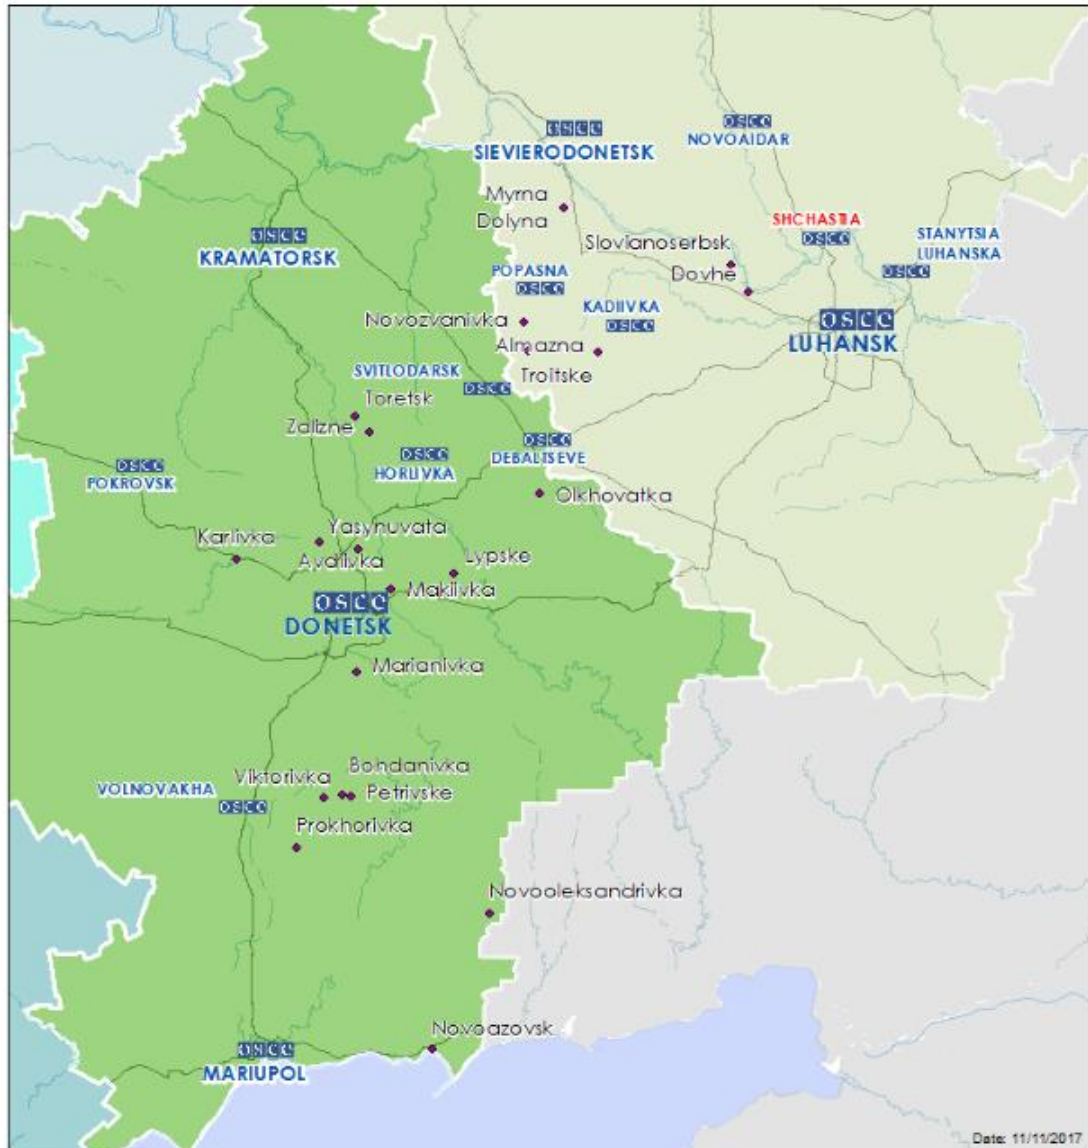 OSCE
NOVOAIDAR
OSCE
SIEVIERODONETSK
Myrna
Dolyna
SHCHASTIA
OSCE
STANYTSIA
LUHANSKA
OSCE
OSCE
KRAMATORSK
Slovianoserbsk
Dovhe
POPASNA
OSCE
KADIIVKA
OSCE
OSCE
LUHANSK
Novozvanivka
Almazna
Troitske
SVITLODARSK
OSCE
Toretsk
Zalizne
OSCE
HORLIVKA
OSCE
DEBALTSEVE
OSCE
POKROVSK
Olkhovatka
Karlivka
Yasynuvata
Avdiivka
Lypske
Makiivka
OSCE
DONETSK
Marianivka
VOLNOVAKHA
OSCE
Viktorivka
Bohdanivka
Petrivske
Prokhorivka
Novooleksandrivka
Novoazovsk
OSCE
MARIUPOL
Date: 11/11/2017